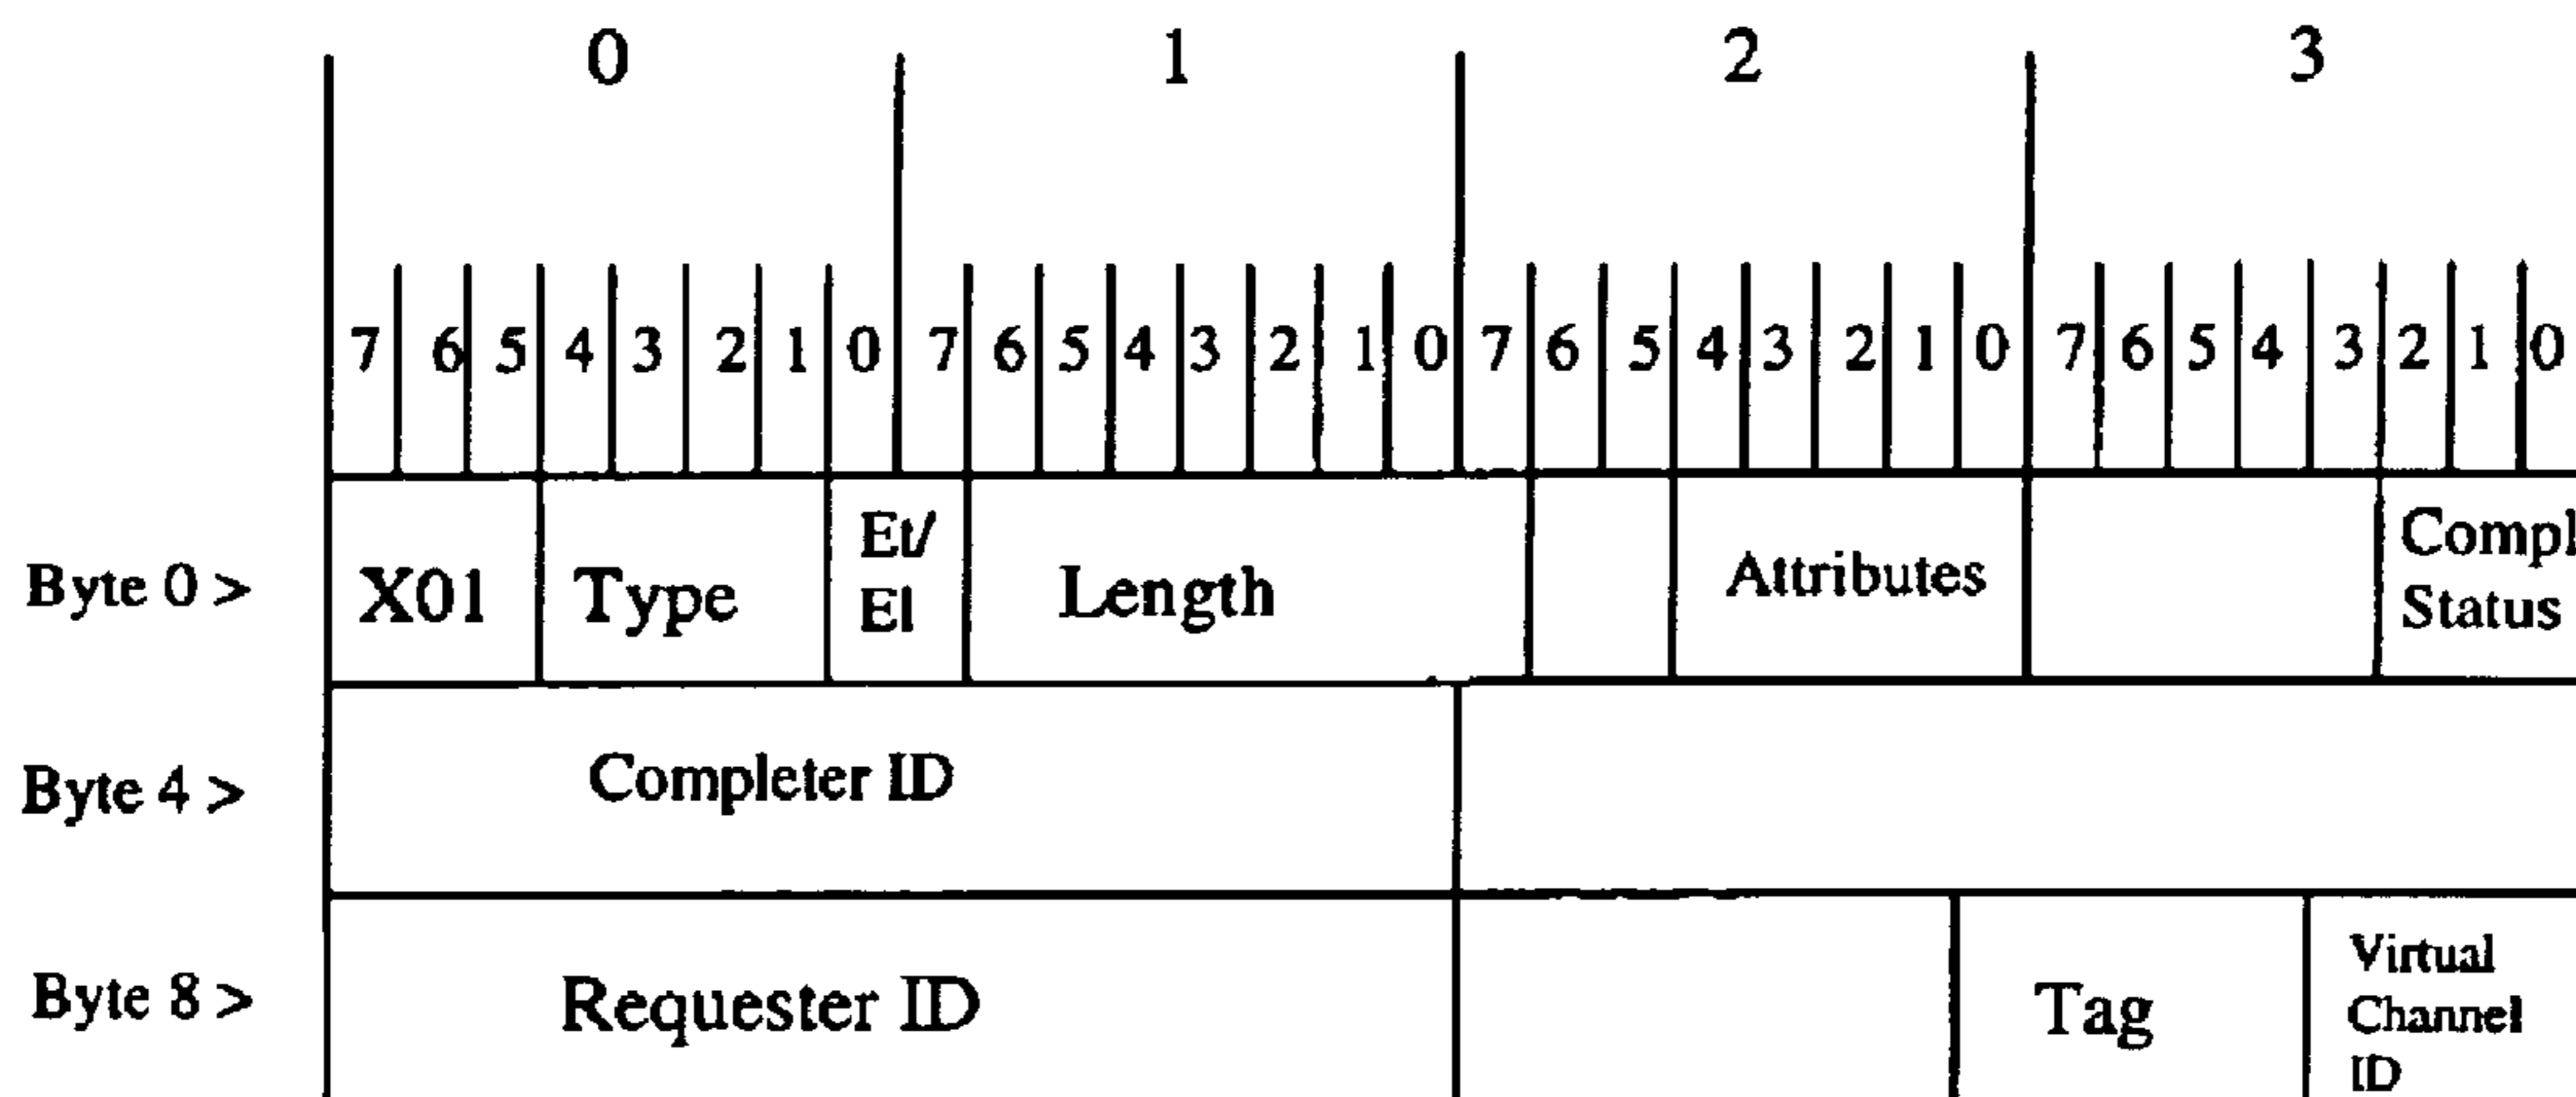 0 1 2 3
7 6 5 4 3 2 1 0 7 6 5 4 3 2 1 0 7 6 5 4 3 2 1 0 7 6 5 4 3 2 1 0
Byte 0 > X01 Type Et/ El Length Attributes Compl Status
Byte 4 > Completer ID
Byte 8 > Requester ID Tag Virtual Channel ID